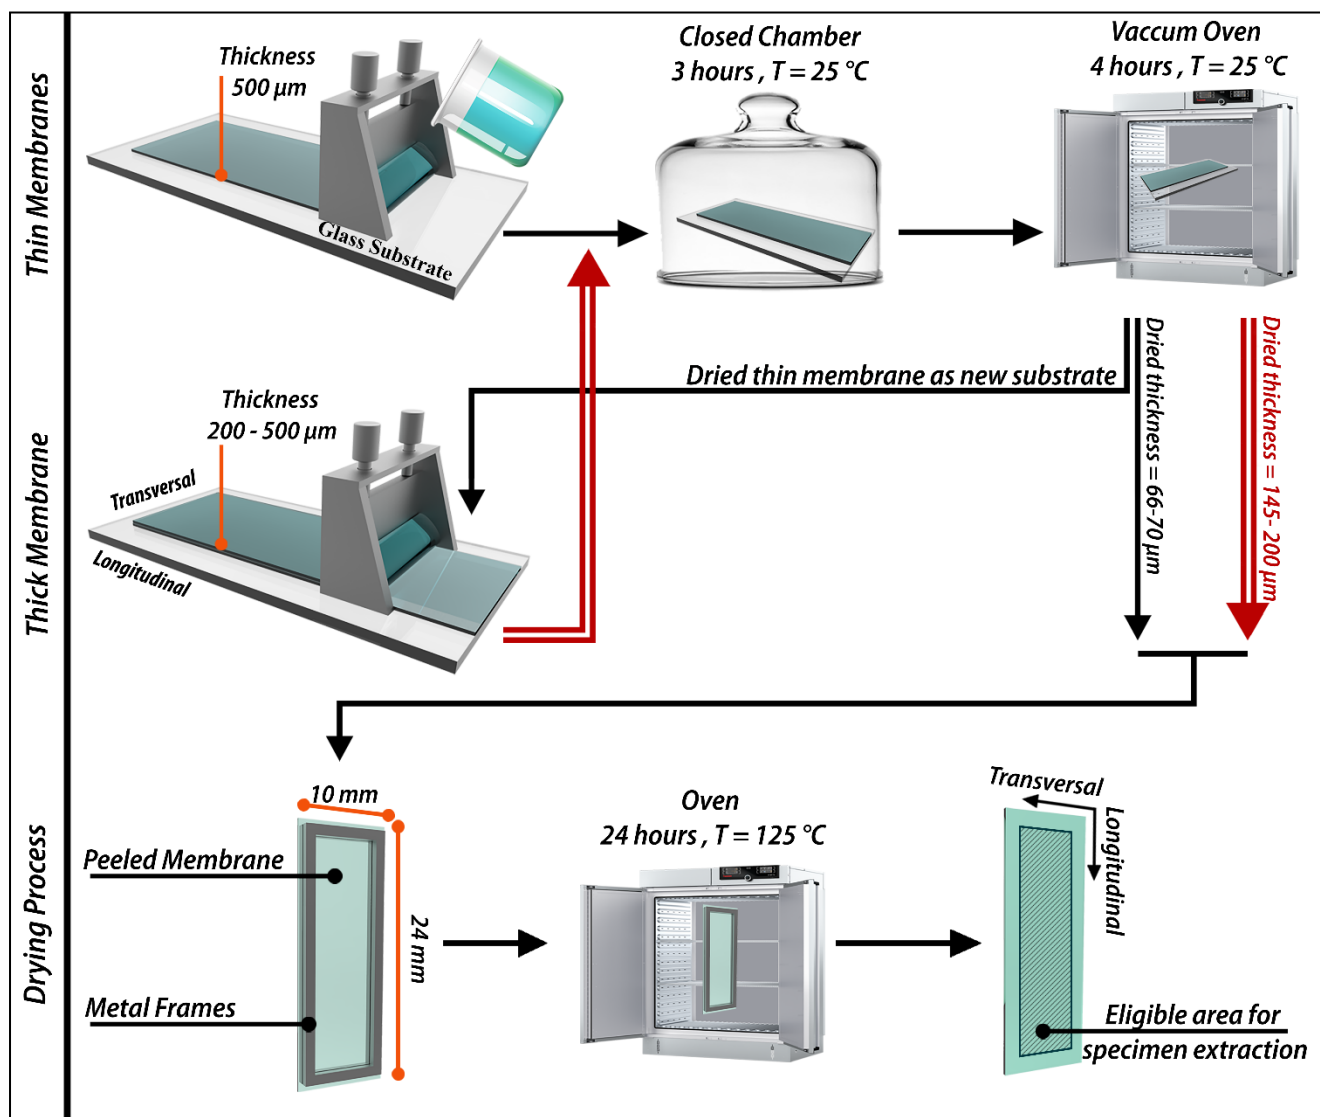 Thin Membranes
Thickness
500 µm
Glass Substrate
Closed Chamber
3 hours , T = 25 °C
Vaccum Oven
4 hours , T = 25 °C
Dried thin membrane as new substrate
Dried thickness = 66-70 µm
Dried thickness = 145- 200 µm
Thick Membrane
Thickness
200 - 500 µm
Transversal
Longitudinal
Drying Process
10 mm
24 mm
Peeled Membrane
Metal Frames
Oven
24 hours , T = 125 °C
Transversal
Longitudinal
Eligible area for
specimen extraction